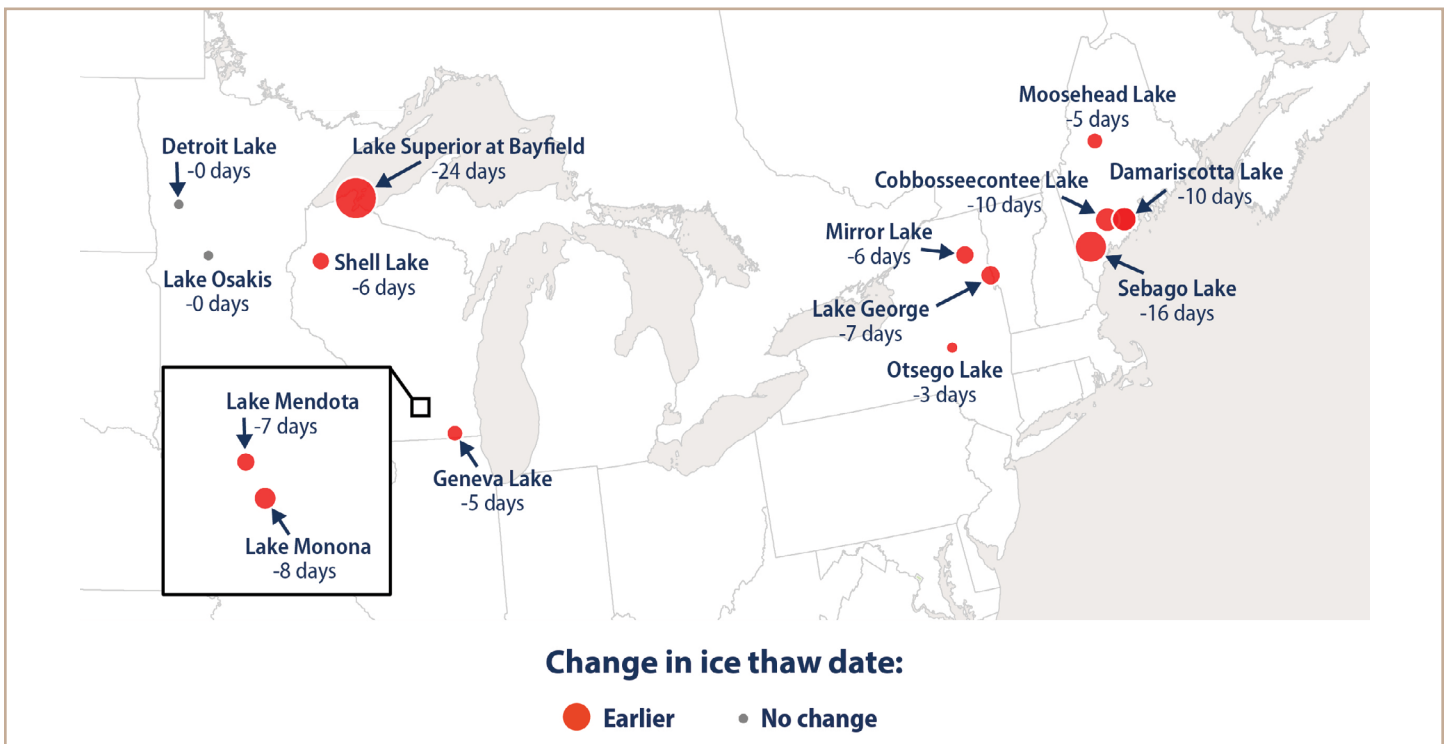 Moosehead Lake
-5 days
Detroit Lake
-0 days
Lake Superior at Bayfield
-24 days
Cobbosseecontee Lake
-10 days
Damariscotta Lake
-10 days
Mirror Lake
-6 days
Shell Lake
-6 days
Lake Osakis
-0 days
Sebago Lake
-16 days
Lake George
-7 days
Otsego Lake
-3 days
Lake Mendota
-7 days
Geneva Lake
-5 days
Lake Monona
-8 days
Change in ice thaw date:
Earlier
No change